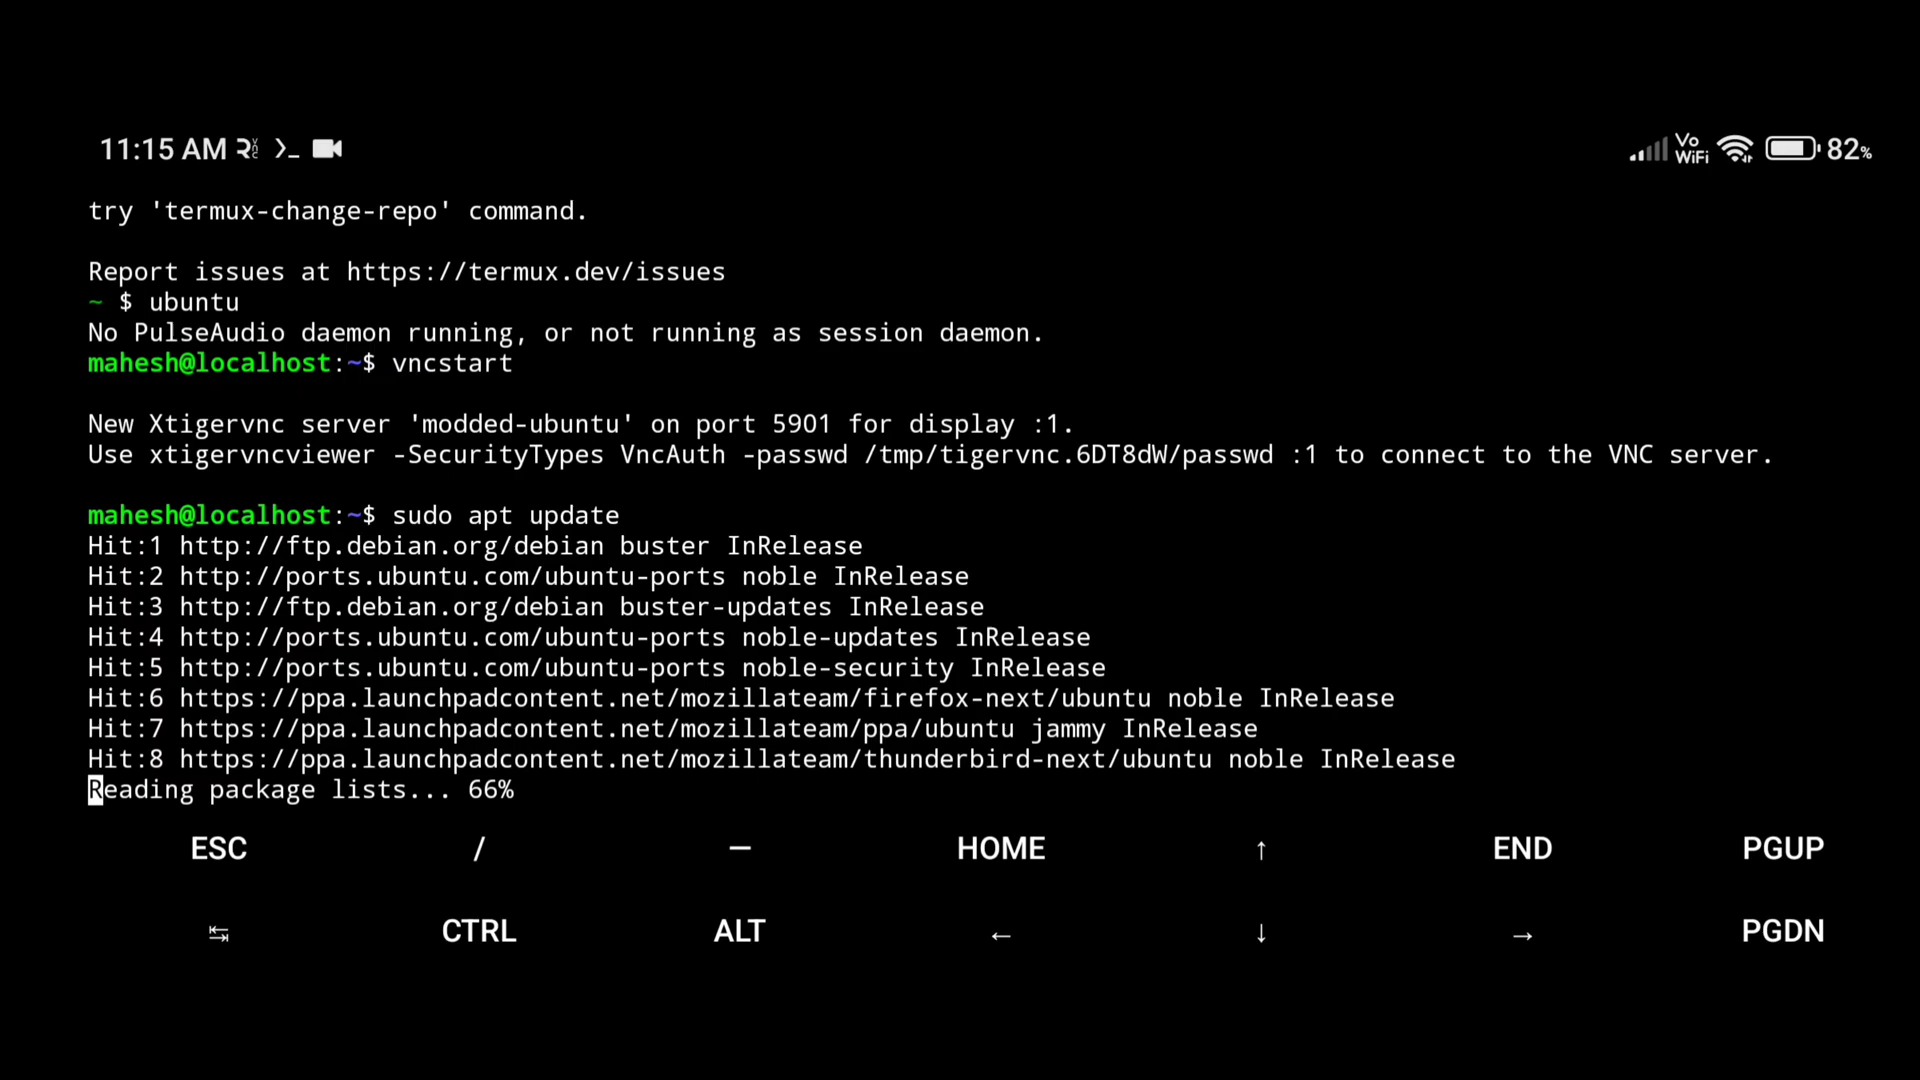 11:15 AM
Vo WiFi 82%
try 'termux-change-repo' command.
Report issues at https://termux.dev/issues
~ $ ubuntu
No PulseAudio daemon running, or not running as session daemon.
mahesh@localhost:~$ vncstart
New Xtigervnc server 'modded-ubuntu' on port 5901 for display :1.
Use xtigervncviewer -SecurityTypes VncAuth -passwd /tmp/tigervnc.6DT8dW/passwd :1 to connect to the VNC server.
mahesh@localhost:~$ sudo apt update
Hit:1 http://ftp.debian.org/debian buster InRelease
Hit:2 http://ports.ubuntu.com/ubuntu-ports noble InRelease
Hit:3 http://ftp.debian.org/debian buster-updates InRelease
Hit:4 http://ports.ubuntu.com/ubuntu-ports noble-updates InRelease
Hit:5 http://ports.ubuntu.com/ubuntu-ports noble-security InRelease
Hit:6 https://ppa.launchpadcontent.net/mozillateam/firefox-next/ubuntu noble InRelease
Hit:7 https://ppa.launchpadcontent.net/mozillateam/ppa/ubuntu jammy InRelease
Hit:8 https://ppa.launchpadcontent.net/mozillateam/thunderbird-next/ubuntu noble InRelease
Reading package lists... 66%
ESC / — HOME ↑ END PGUP
↹ CTRL ALT ← ↓ → PGDN